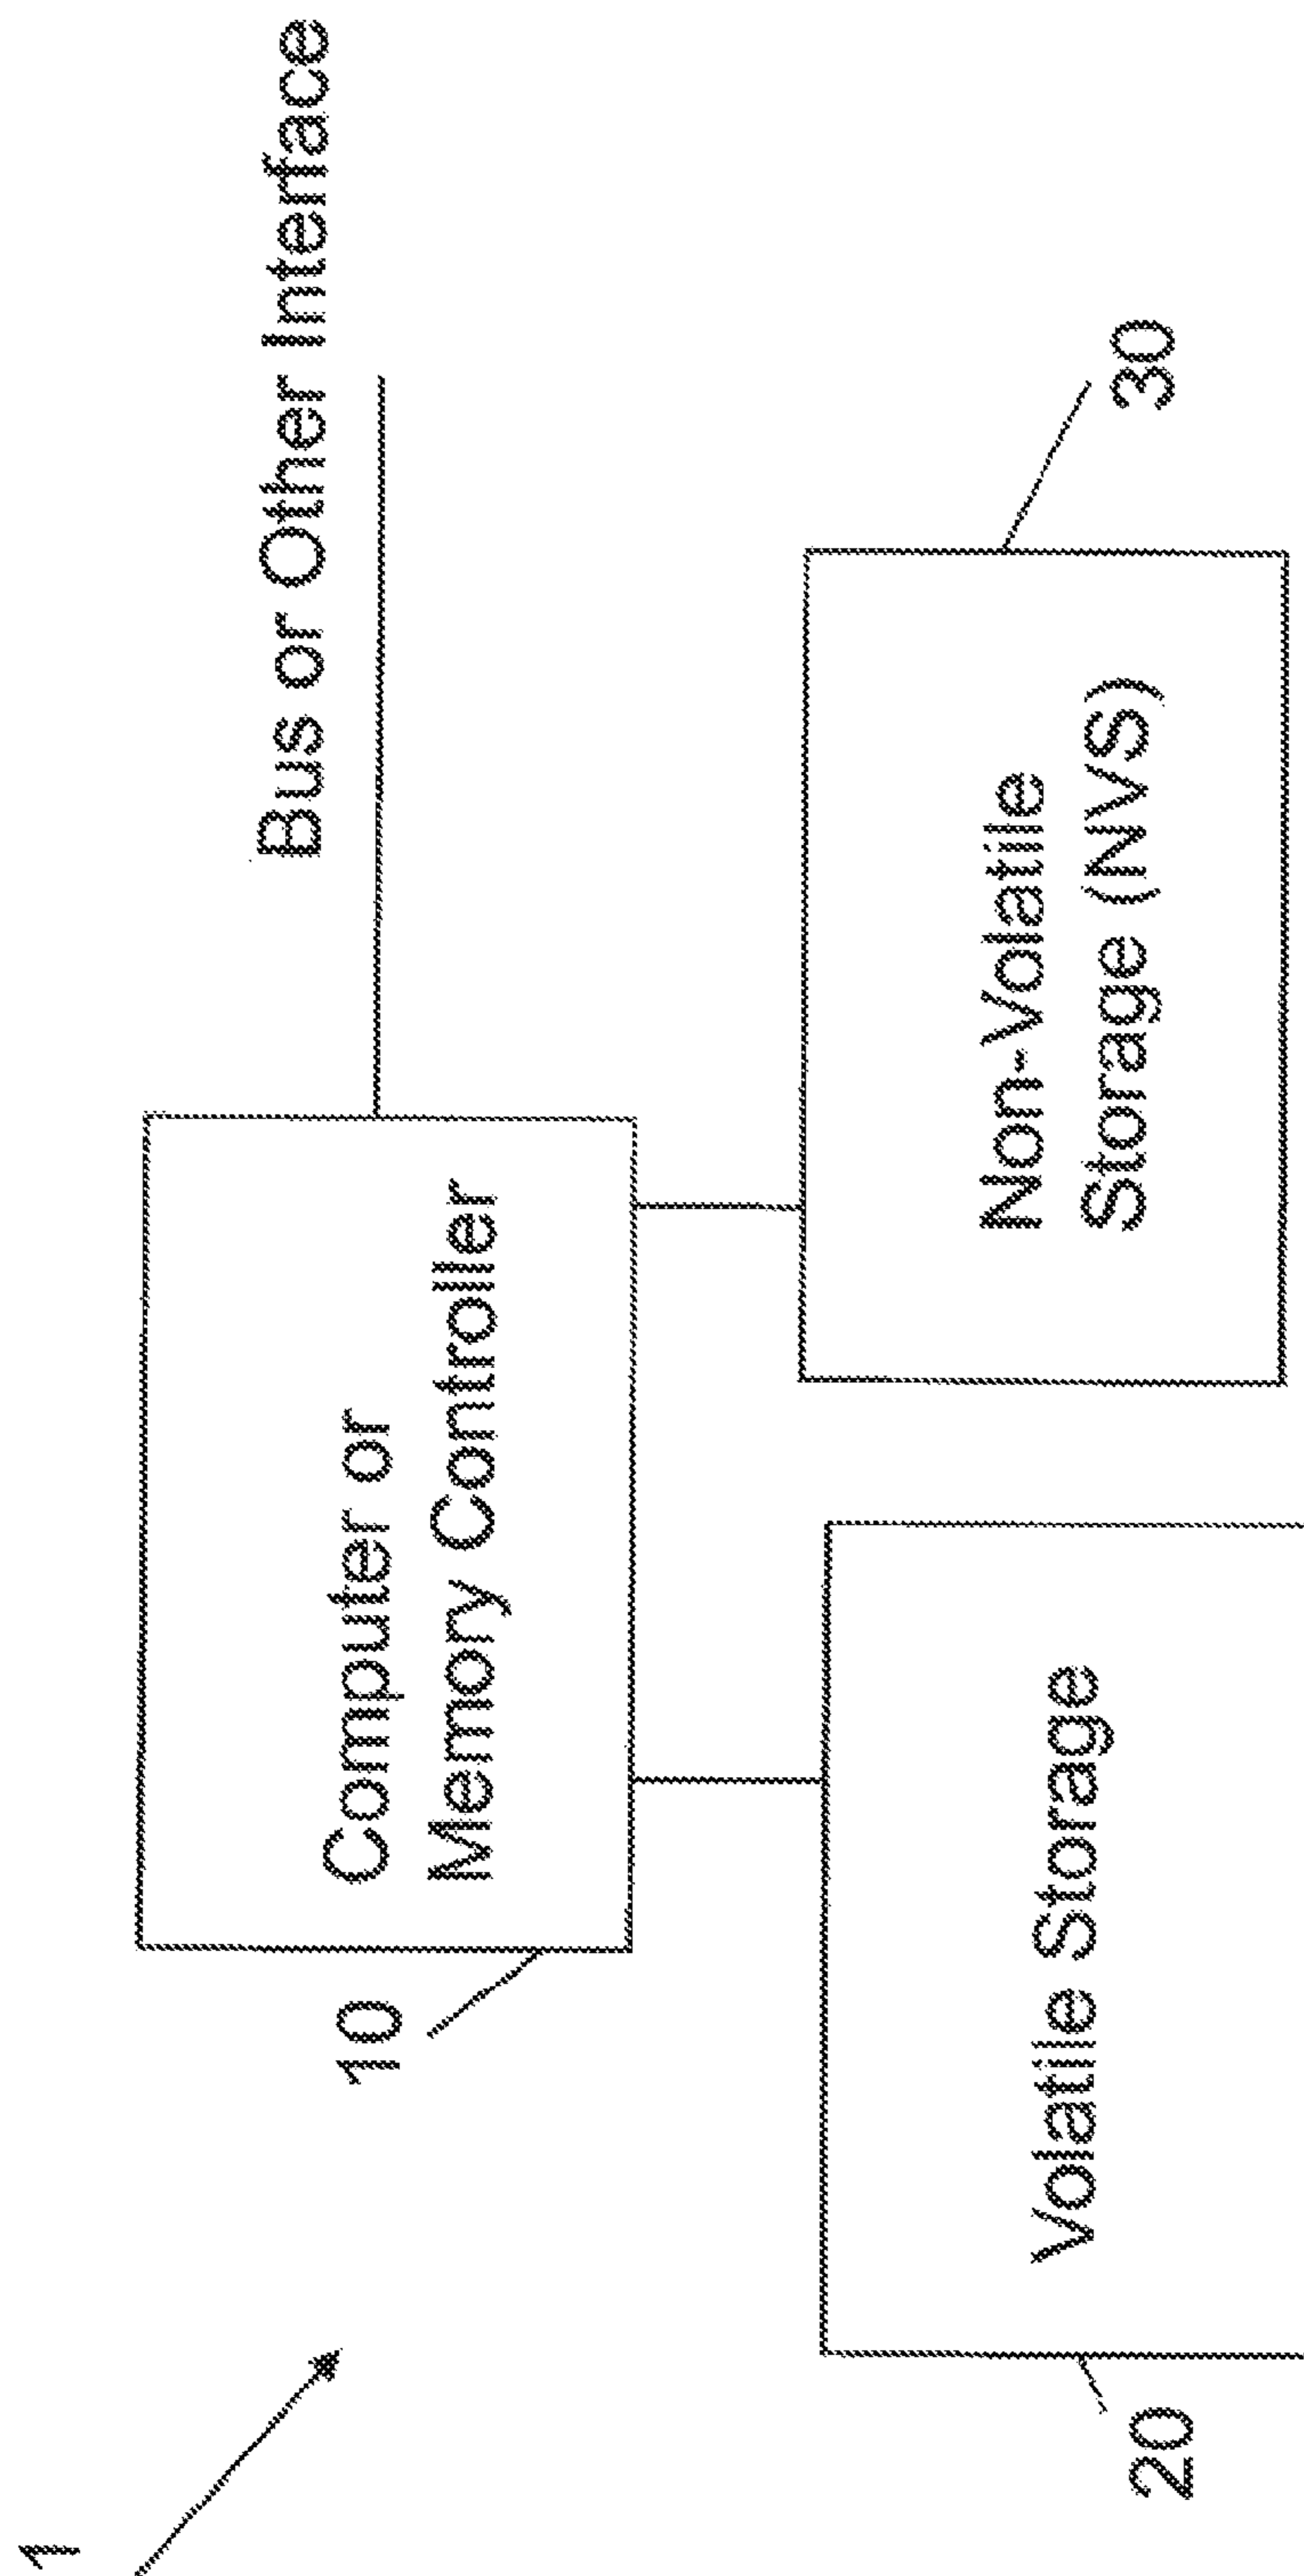 1
Bus or Other Interface
10
Computer or
Memory Controller
Non-Volatile
Storage (NVS)
30
Volatile Storage
20